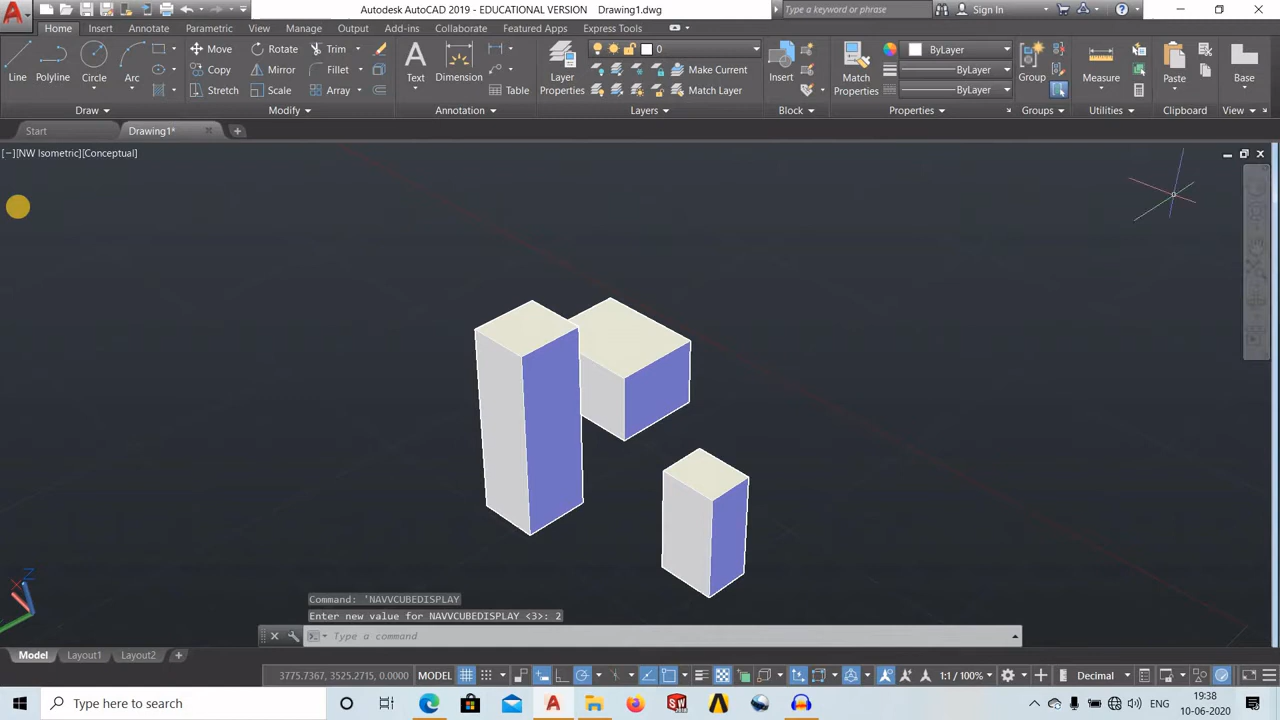 Autodesk AutoCAD 2019 - EDUCATIONAL VERSION Drawing1.dwg
Type a keyword or phrase
Sign In
Home Insert Annotate Parametric View Manage Output Add-ins Collaborate Express Tools Featured Apps
Line
Polyline
Circle
Arc
Move
Rotate
Trim
Copy
Mirror
Fillet
Stretch
Scale
Array
Text
Dimension
Table
Layer
Properties
0
Make Current
Match Layer
Insert
Match
Properties
ByLayer
ByLayer
ByLayer
Group
Measure
Paste
Base
Draw
Modify
Annotation
Layers
Block
Properties
Groups
Utilities
Clipboard
View
Start
Drawing1*
[−][NW Isometric][Conceptual]
Z
X
Command: 'NAVVCUBEDISPLAY
Enter new value for NAVVCUBEDISPLAY <3>: 2
Type a command
Model Layout1 Layout2
3775.7367, 3525.2715, 0.0000 MODEL 1:1 / 100% Decimal
Type here to search
ENG
19:38
10-06-2020